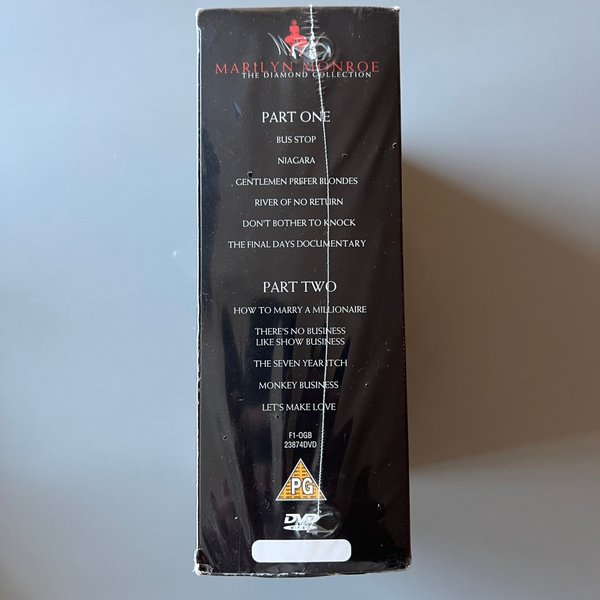 MARILYN MONROE
THE DIAMOND COLLECTION
PART ONE
BUS STOP
NIAGARA
GENTLEMEN PREFER BLONDES
RIVER OF NO RETURN
DON'T BOTHER TO KNOCK
THE FINAL DAYS DOCUMENTARY
PART TWO
HOW TO MARRY A MILLIONAIRE
THERE'S NO BUSINESS
LIKE SHOW BUSINESS
THE SEVEN YEAR ITCH
MONKEY BUSINESS
LET'S MAKE LOVE
F1-OGB
23874DVD
PG
DVD
VIDEO